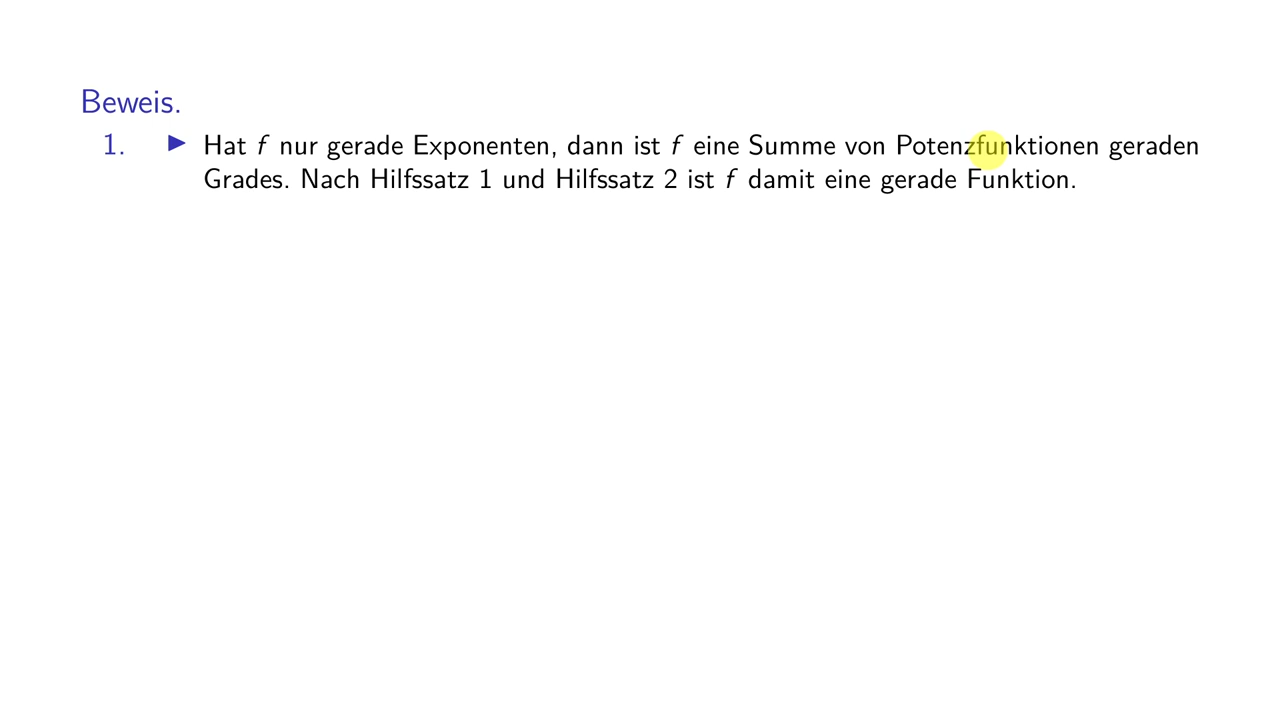 Beweis.
1. ▶ Hat f nur gerade Exponenten, dann ist f eine Summe von Potenzfunktionen geraden
Grades. Nach Hilfssatz 1 und Hilfssatz 2 ist f damit eine gerade Funktion.